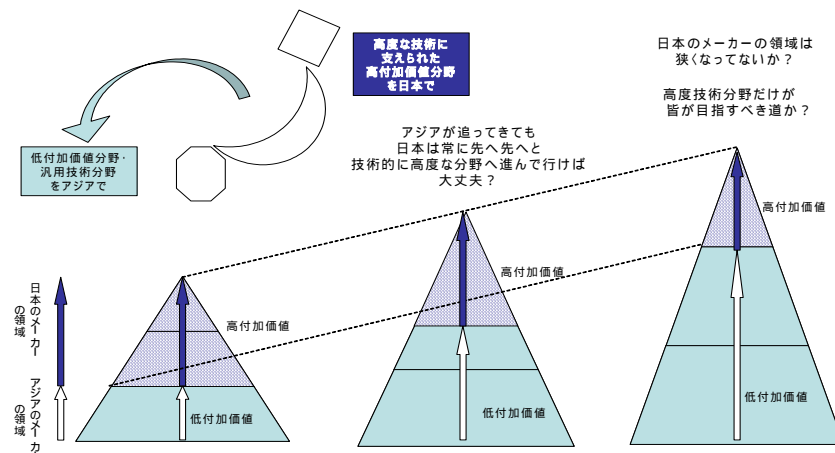 高度な技術に
支えられた
高付加価値分野
を日本で
低付加価値分野・
汎用技術分野
をアジアで
アジアが追ってきても
日本は常に先へ先へと
技術的に高度な分野へ進んで行けば
大丈夫?
日本のメーカーの領域は
狭くなってないか?
高度技術分野だけが
皆が目指すべき道か?
日本のメーカー
の領域
アジアのメーカ
の領域
高付加価値
低付加価値
高付加価値
低付加価値
高付加価値
低付加価値